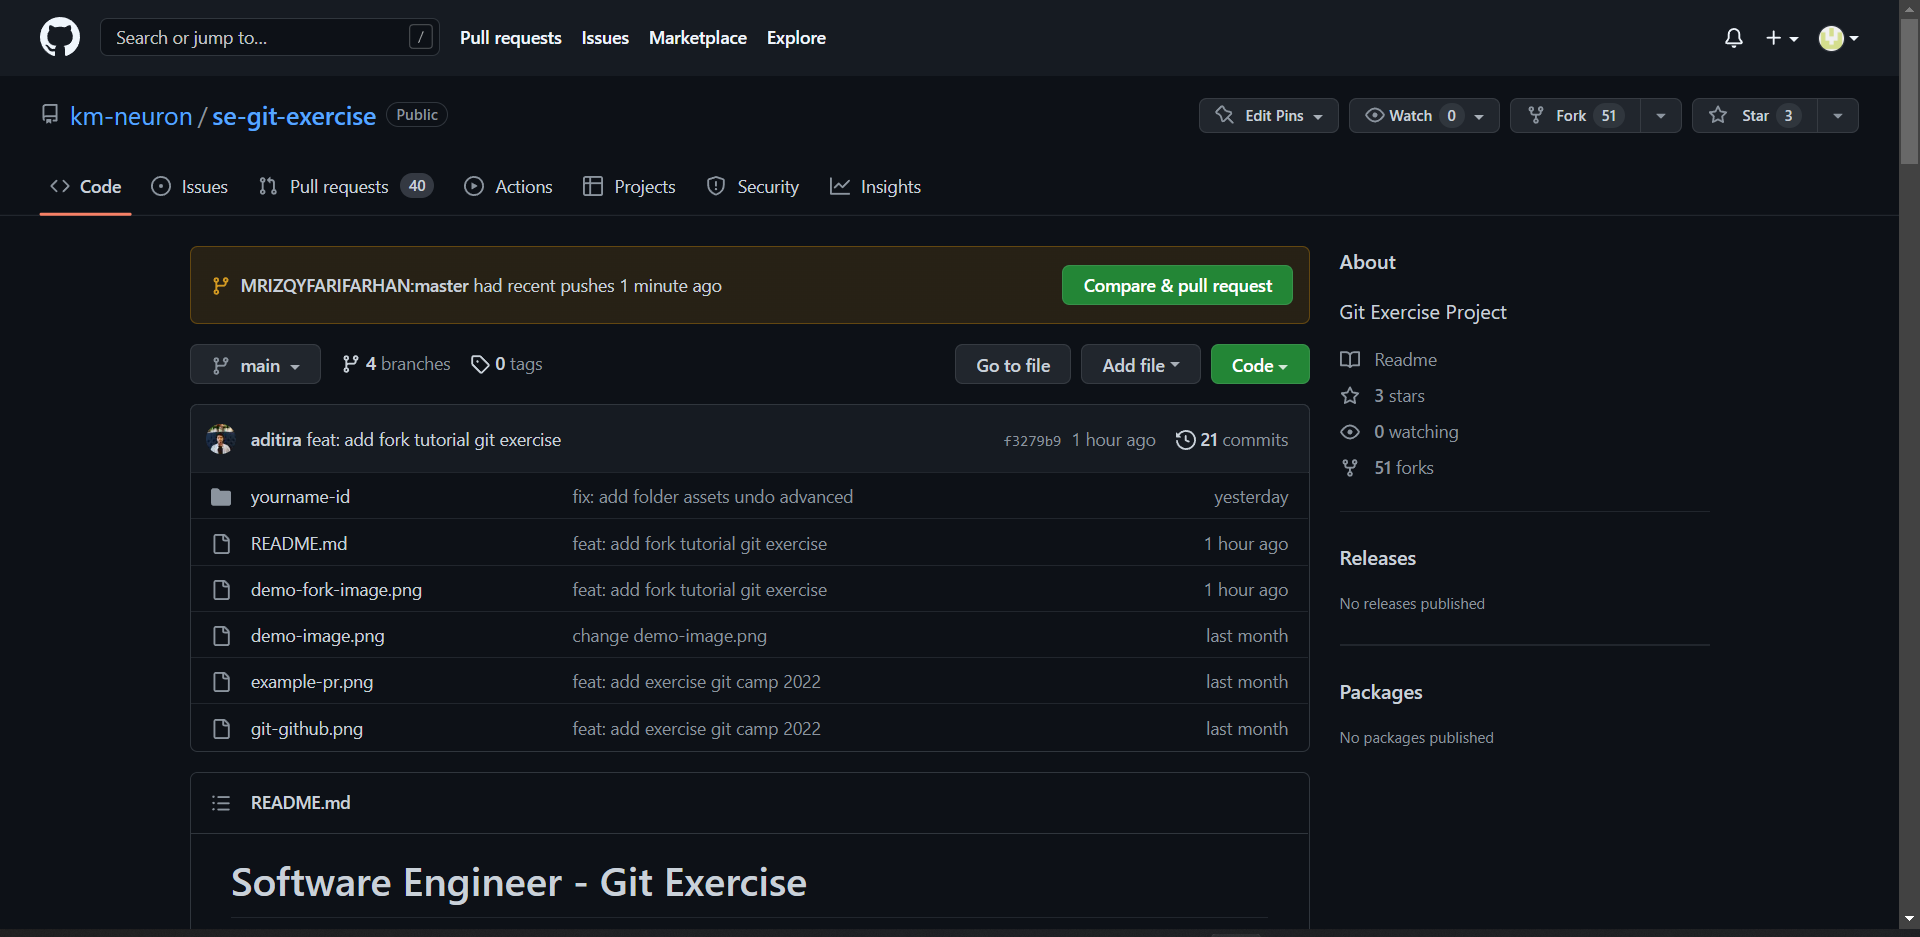 Search or jump to... /
Pull requests Issues Marketplace Explore
km-neuron / se-git-exercise Public
Edit Pins Watch 0 Fork 51 Star 3
Code Issues Pull requests 40 Actions Projects Security Insights
MRIZQYFARIFARHAN:master had recent pushes 1 minute ago
Compare & pull request
main 4 branches 0 tags
Go to file Add file Code
aditira feat: add fork tutorial git exercise f3279b9 1 hour ago 21 commits
yourname-id fix: add folder assets undo advanced yesterday
README.md feat: add fork tutorial git exercise 1 hour ago
demo-fork-image.png feat: add fork tutorial git exercise 1 hour ago
demo-image.png change demo-image.png last month
example-pr.png feat: add exercise git camp 2022 last month
git-github.png feat: add exercise git camp 2022 last month
README.md
Software Engineer - Git Exercise
About
Git Exercise Project
Readme
3 stars
0 watching
51 forks
Releases
No releases published
Packages
No packages published